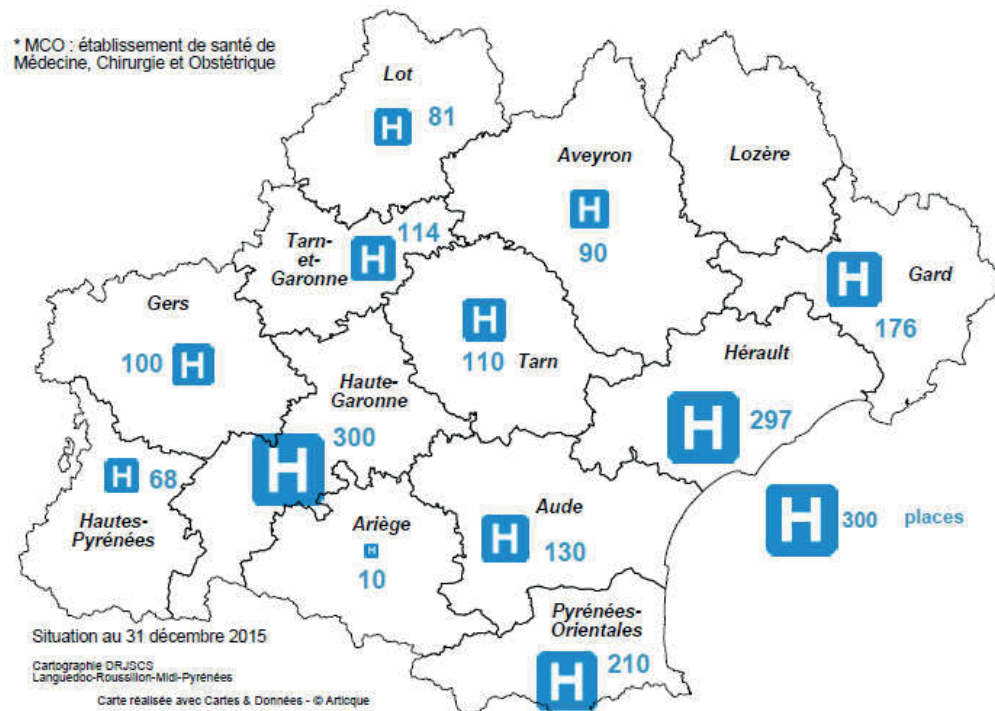 * MCO : établissement de santé de
Médecine, Chirurgie et Obstétrique
Lot
H 81
Aveyron
H
90
Lozère
Tarn-
et-
Garonne
H 114
Gard
H
176
Gers
100 H
H
110 Tarn
Hérault
H 297
Haute-
Garonne
300
H
H 68
Hautes-
Pyrénées
Ariège
H
10
Aude
H 130
H 300 places
Pyrénées-
Orientales
H 210
Situation au 31 décembre 2015
Cartographie DRJSCS
Languedoc-Roussillon-Midi-Pyrénées
Carte réalisée avec Cartes & Données - © Articque